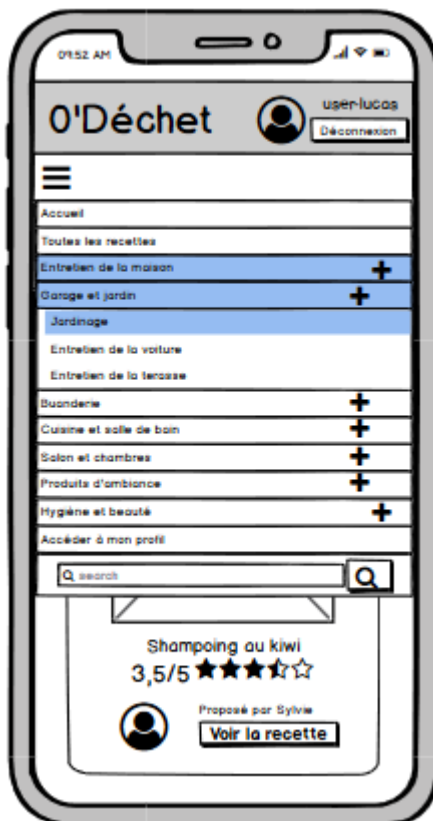 09:52 AM
O'Déchet
user-lucas
Déconnexion
Accueil
Toutes les recettes
Entretien de la maison
Garage et jardin
Jardinage
Entretien de la voiture
Entretien de la terasse
Buanderie
Cuisine et salle de bain
Salon et chambres
Produits d'ambiance
Hygiène et beauté
Accéder à mon profil
search
Shampoing au kiwi
3,5/5
Proposé par Sylvie
Voir la recette